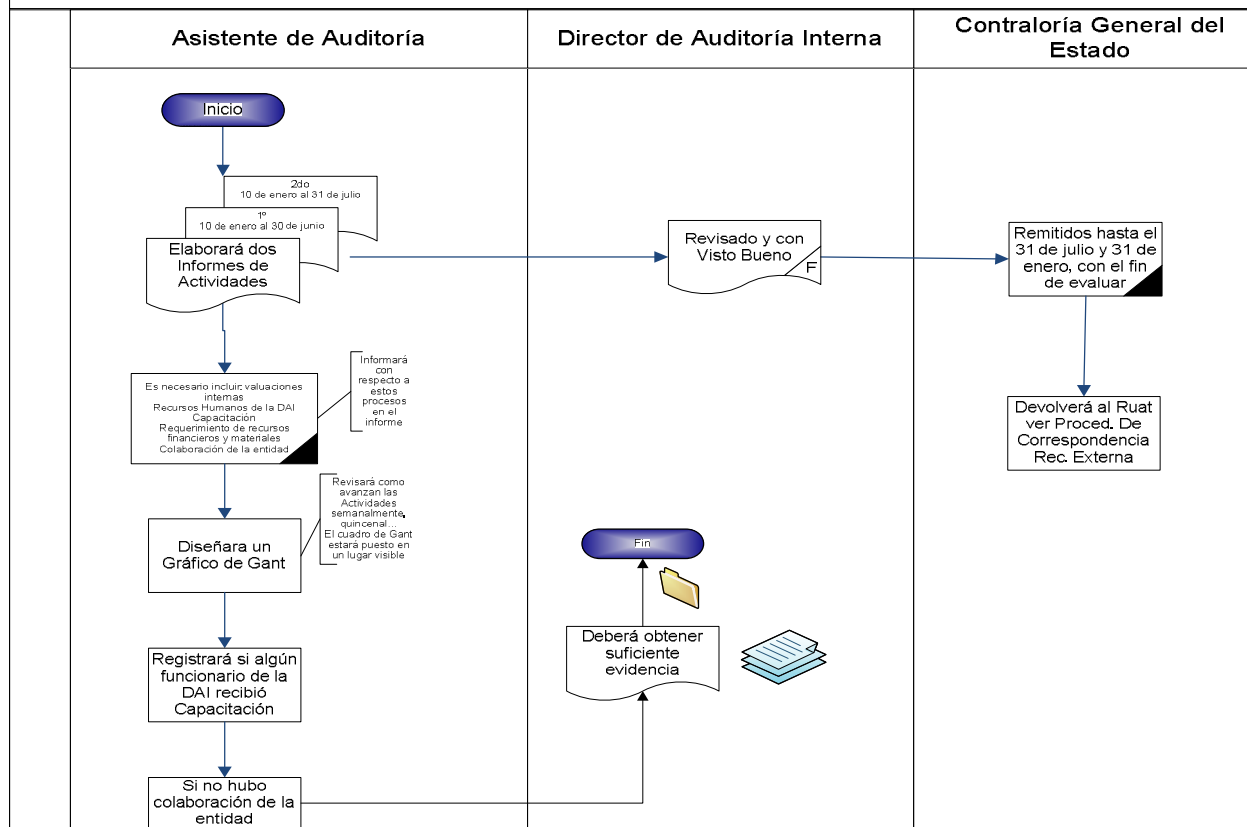 Asistente de Auditoría
Director de Auditoría Interna
Contraloría General del
Estado
Inicio
2do
10 de enero al 31 de julio
1º
10 de enero al 30 de junio
Elaborará dos
Informes de
Actividades
Revisado y con
Visto Bueno
F
Remitidos hasta el
31 de julio y 31 de
enero, con el fin
de evaluar
Es necesario incluir: valuaciones
internas
Recursos Humanos de la DAI
Capacitación
Requerimiento de recursos
financieros y materiales
Colaboración de la entidad
Informará
con
respecto a
estos
procesos
en el
informe
Devolverá al Ruat
ver Proced. De
Correspondencia
Rec. Externa
Diseñara un
Gráfico de Gant
Revisará como
avanzan las
Actividades
semanalmente,
quincenal...
El cuadro de Gant
estará puesto en
un lugar visible
Fin
Deberá obtener
suficiente
evidencia
Registrará si algún
funcionario de la
DAI recibió
Capacitación
Si no hubo
colaboración de la
entidad